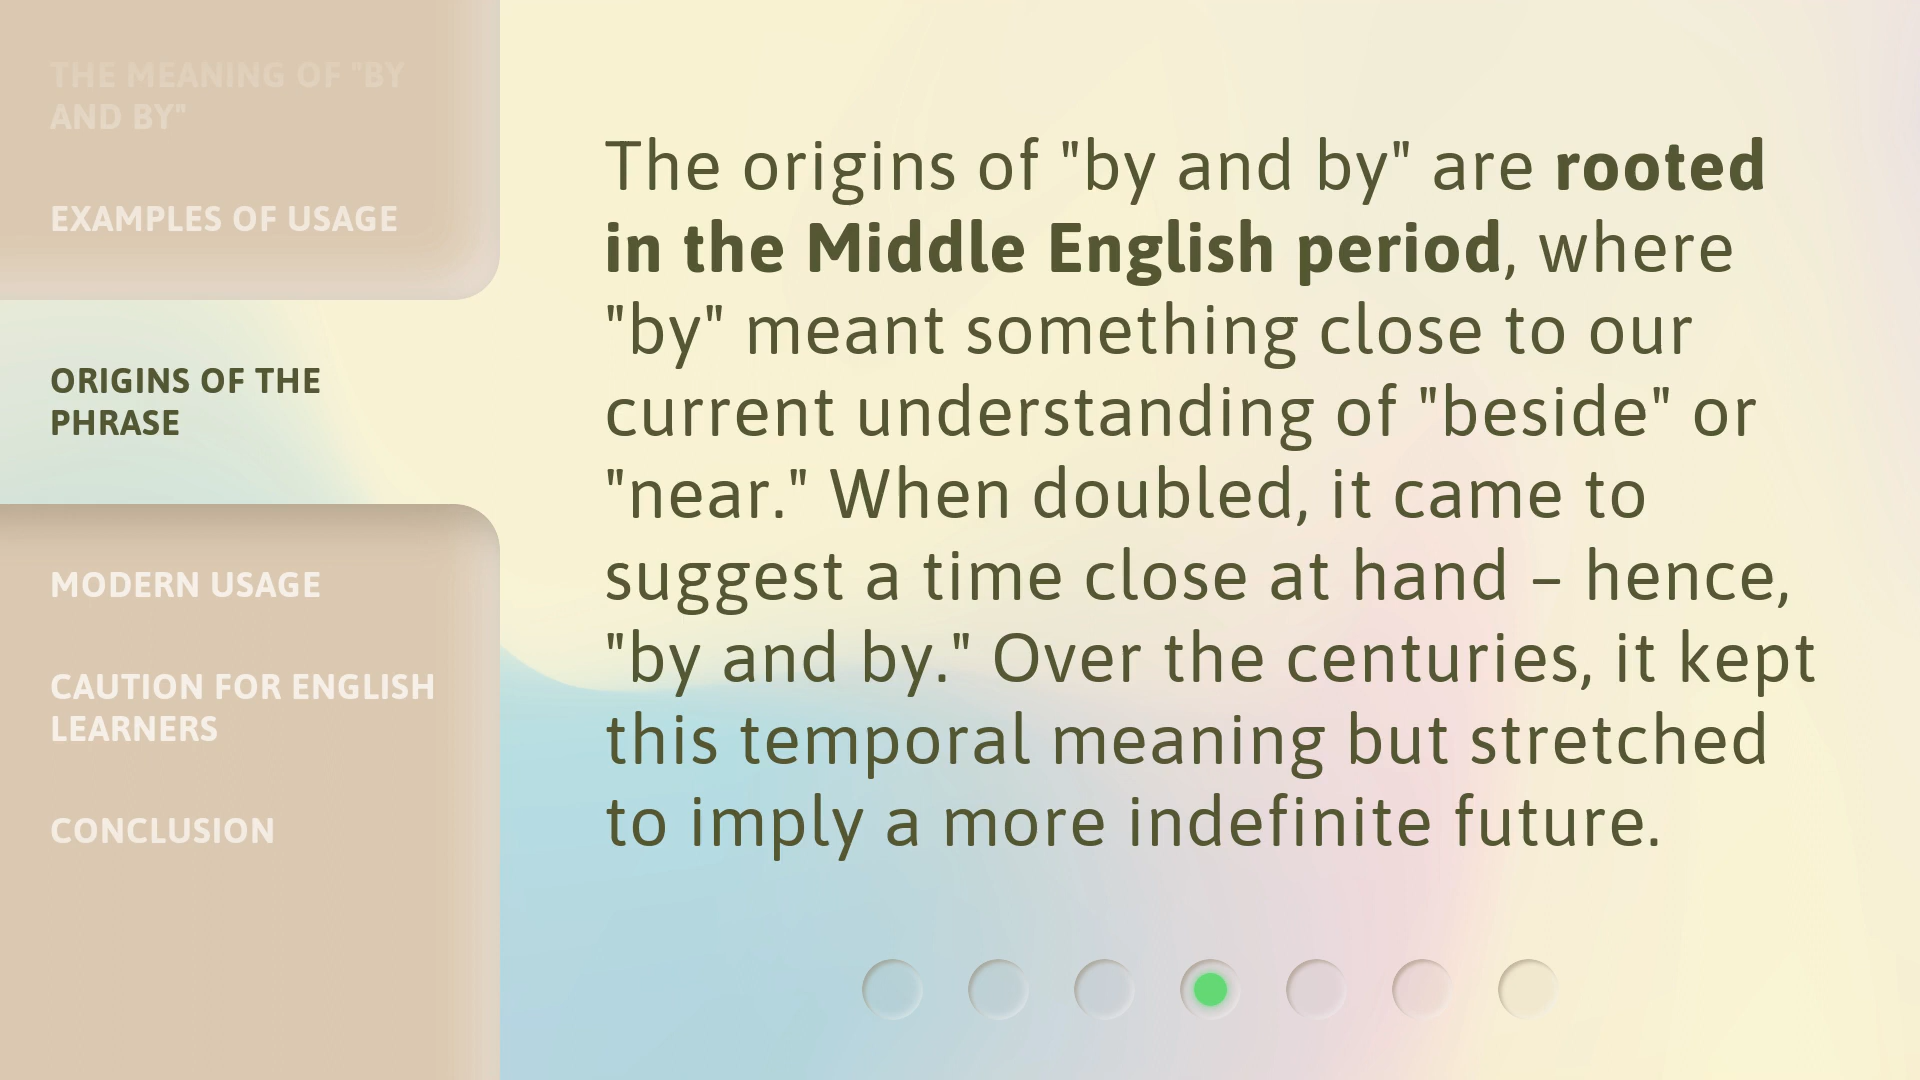 THE MEANING OF "BY
AND BY"
EXAMPLES OF USAGE
ORIGINS OF THE
PHRASE
MODERN USAGE
CAUTION FOR ENGLISH
LEARNERS
CONCLUSION
The origins of "by and by" are rooted
in the Middle English period, where
"by" meant something close to our
current understanding of "beside" or
"near." When doubled, it came to
suggest a time close at hand – hence,
"by and by." Over the centuries, it kept
this temporal meaning but stretched
to imply a more indefinite future.